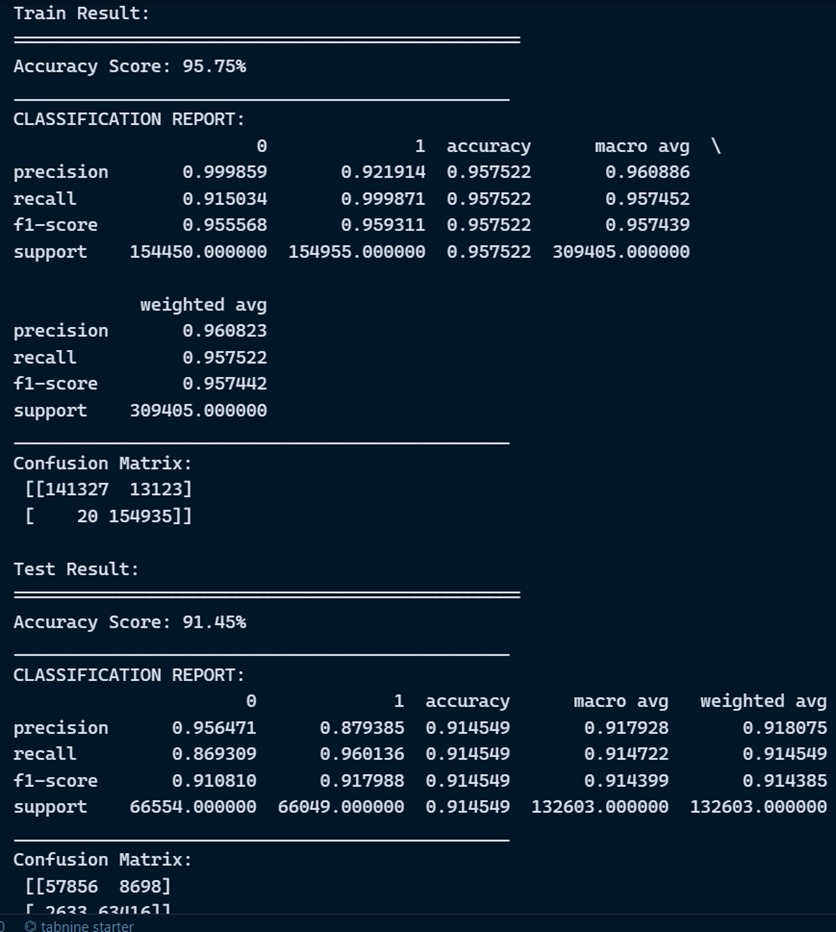 Train Result:
================================================
Accuracy Score: 95.75%
_______________________________________________
CLASSIFICATION REPORT:
                       0              1  accuracy      macro avg  \
precision       0.999859       0.921914  0.957522       0.960886
recall          0.915034       0.999871  0.957522       0.957452
f1-score        0.955568       0.959311  0.957522       0.957439
support    154450.000000  154955.000000  0.957522  309405.000000

            weighted avg
precision       0.960823
recall          0.957522
f1-score        0.957442
support    309405.000000
_______________________________________________
Confusion Matrix:
 [[141327  13123]
 [    20 154935]]

Test Result:
================================================
Accuracy Score: 91.45%
_______________________________________________
CLASSIFICATION REPORT:
                      0             1  accuracy      macro avg   weighted avg
precision      0.956471      0.879385  0.914549       0.917928       0.918075
recall         0.869309      0.960136  0.914549       0.914722       0.914549
f1-score       0.910810      0.917988  0.914549       0.914399       0.914385
support    66554.000000  66049.000000  0.914549  132603.000000  132603.000000
_______________________________________________
Confusion Matrix:
 [[57856  8698]
 [ 2633 63416]]
0 tabnine starter